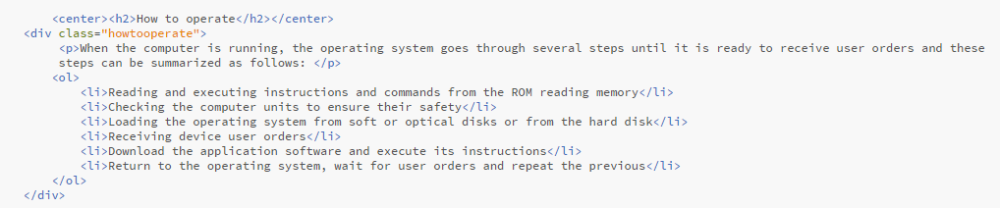 <center><h2>How to operate</h2></center>
<div class="howtooperate">
<p>When the computer is running, the operating system goes through several steps until it is ready to receive user orders and these
steps can be summarized as follows: </p>
<ol>
<li>Reading and executing instructions and commands from the ROM reading memory</li>
<li>Checking the computer units to ensure their safety</li>
<li>Loading the operating system from soft or optical disks or from the hard disk</li>
<li>Receiving device user orders</li>
<li>Download the application software and execute its instructions</li>
<li>Return to the operating system, wait for user orders and repeat the previous</li>
</ol>
</div>